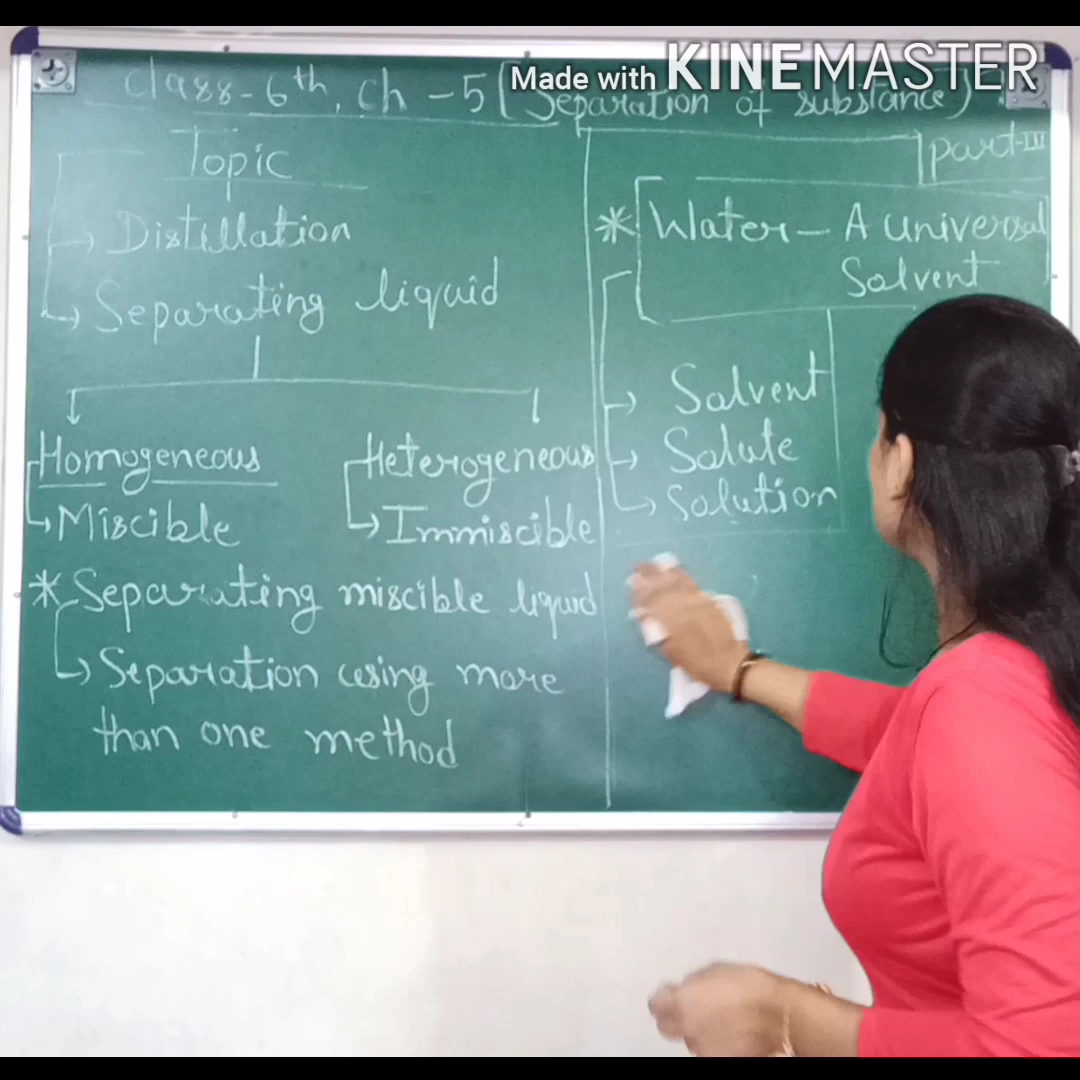 Made with KINEMASTER
Class-6th, Ch-5 (Separation of substance)
Part-III
Topic
→ Distillation
→ Separating liquid
Homogeneous
→ Miscible
Heterogeneous
→ Immiscible
* Separating miscible liquid
→ Separation using more
than one method
* Water - A universal
Solvent
→ Solvent
→ Solute
→ Solution